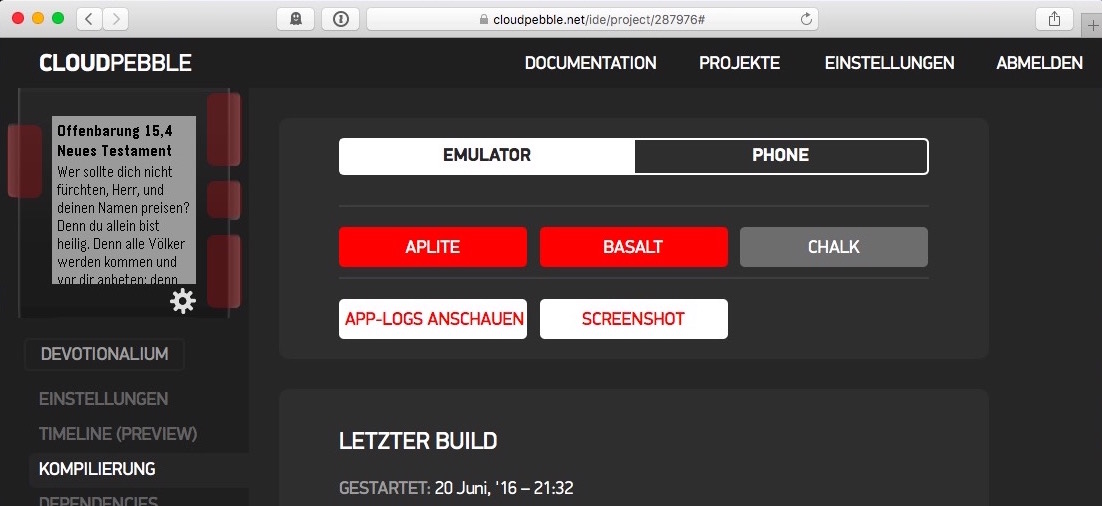 cloudpebble.net/ide/project/287976#
CLOUDPEBBLE
DOCUMENTATION PROJEKTE EINSTELLUNGEN ABMELDEN
Offenbarung 15,4
Neues Testament
Wer sollte dich nicht
fürchten, Herr, und
deinen Namen preisen?
Denn du allein bist
heilig. Denn alle Völker
werden kommen und
vor dir anbeten; denn
EMULATOR PHONE
APLITE BASALT CHALK
APP-LOGS ANSCHAUEN SCREENSHOT
DEVOTIONALIUM
EINSTELLUNGEN
TIMELINE (PREVIEW)
KOMPILIERUNG
DEPENDENCIES
LETZTER BUILD
GESTARTET: 20 Juni, '16 – 21:32